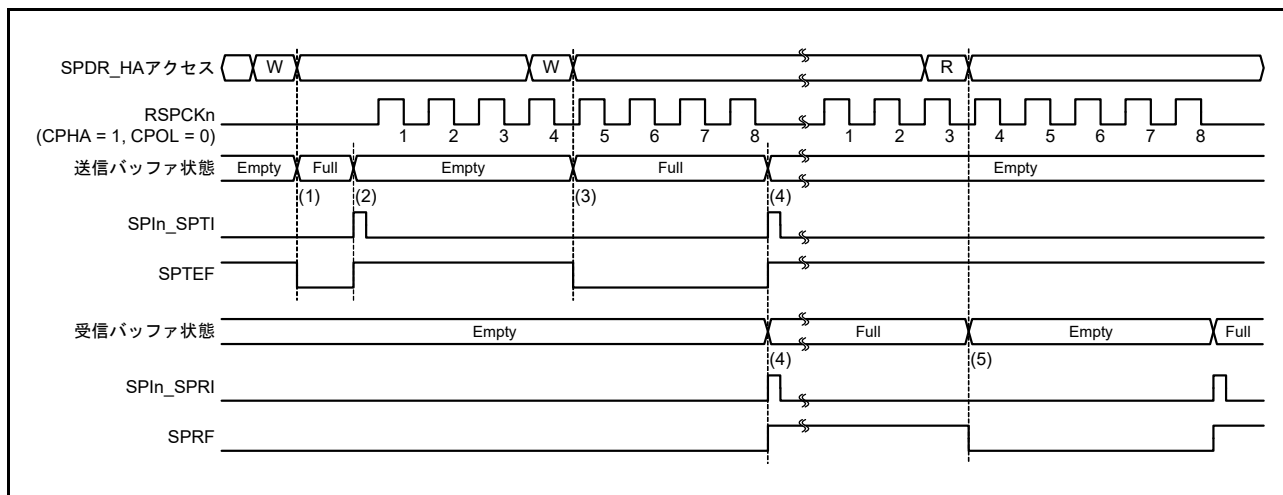 SPDR_HAアクセス W W R
RSPCKn
(CPHA = 1, CPOL = 0)
1 2 3 4 5 6 7 8 1 2 3 4 5 6 7 8
送信バッファ状態 Empty Full Empty Full Empty
(1) (2) (3) (4)
SPIn_SPTI
SPTEF
受信バッファ状態 Empty Full Empty Full
(4) (5)
SPIn_SPRI
SPRF